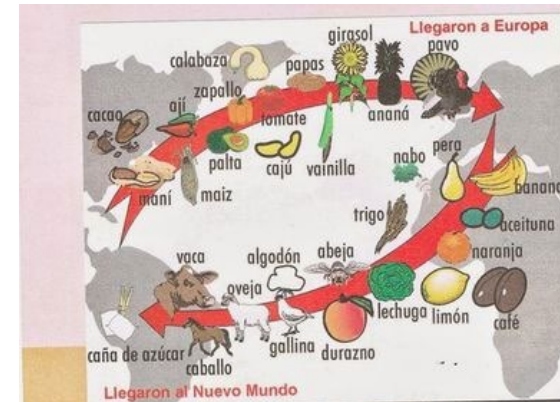 Llegaron a Europa
girasol
pavo
calabaza
papas
zapallo
ají
cacao
tomate
ananá
palta
cajú
vainilla
maní
maiz
nabo
pera
banana
trigo
aceituna
naranja
vaca
algodón
abeja
oveja
lechuga
limón
café
caña de azúcar
caballo
gallina
durazno
Llegaron al Nuevo Mundo